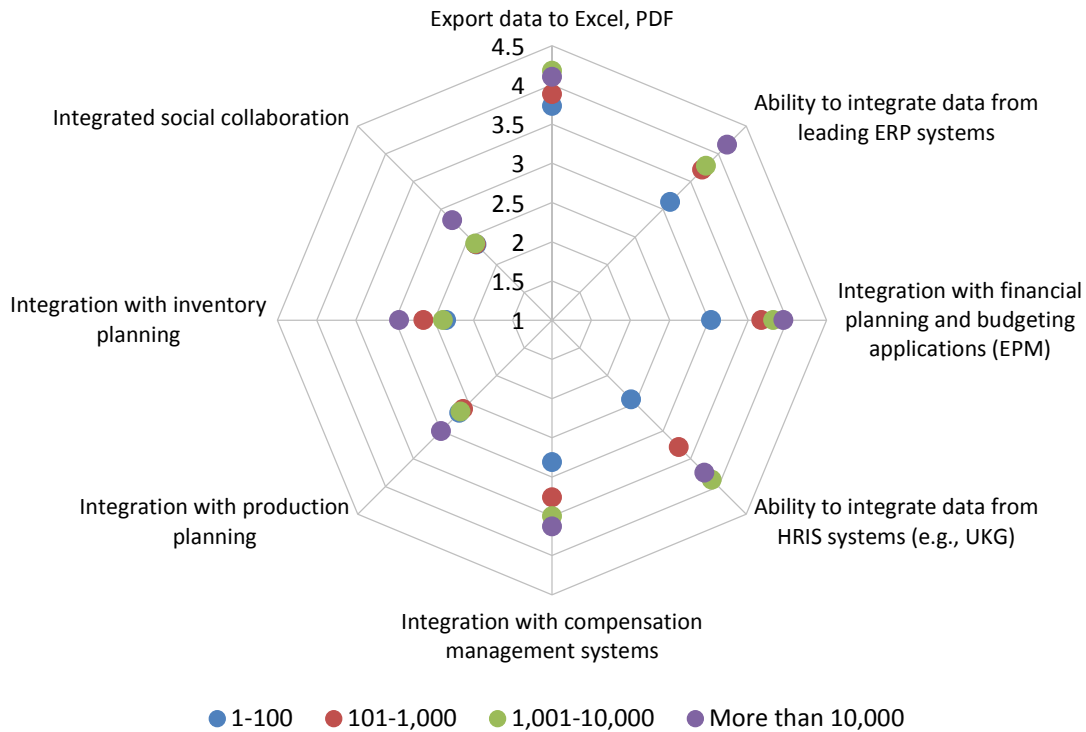 Export data to Excel, PDF
4.5
4
3.5
3
2.5
2
1.5
1
Ability to integrate data from
leading ERP systems
Integration with financial
planning and budgeting
applications (EPM)
Ability to integrate data from
HRIS systems (e.g., UKG)
Integration with compensation
management systems
Integration with production
planning
Integration with inventory
planning
Integrated social collaboration
1-100
101-1,000
1,001-10,000
More than 10,000